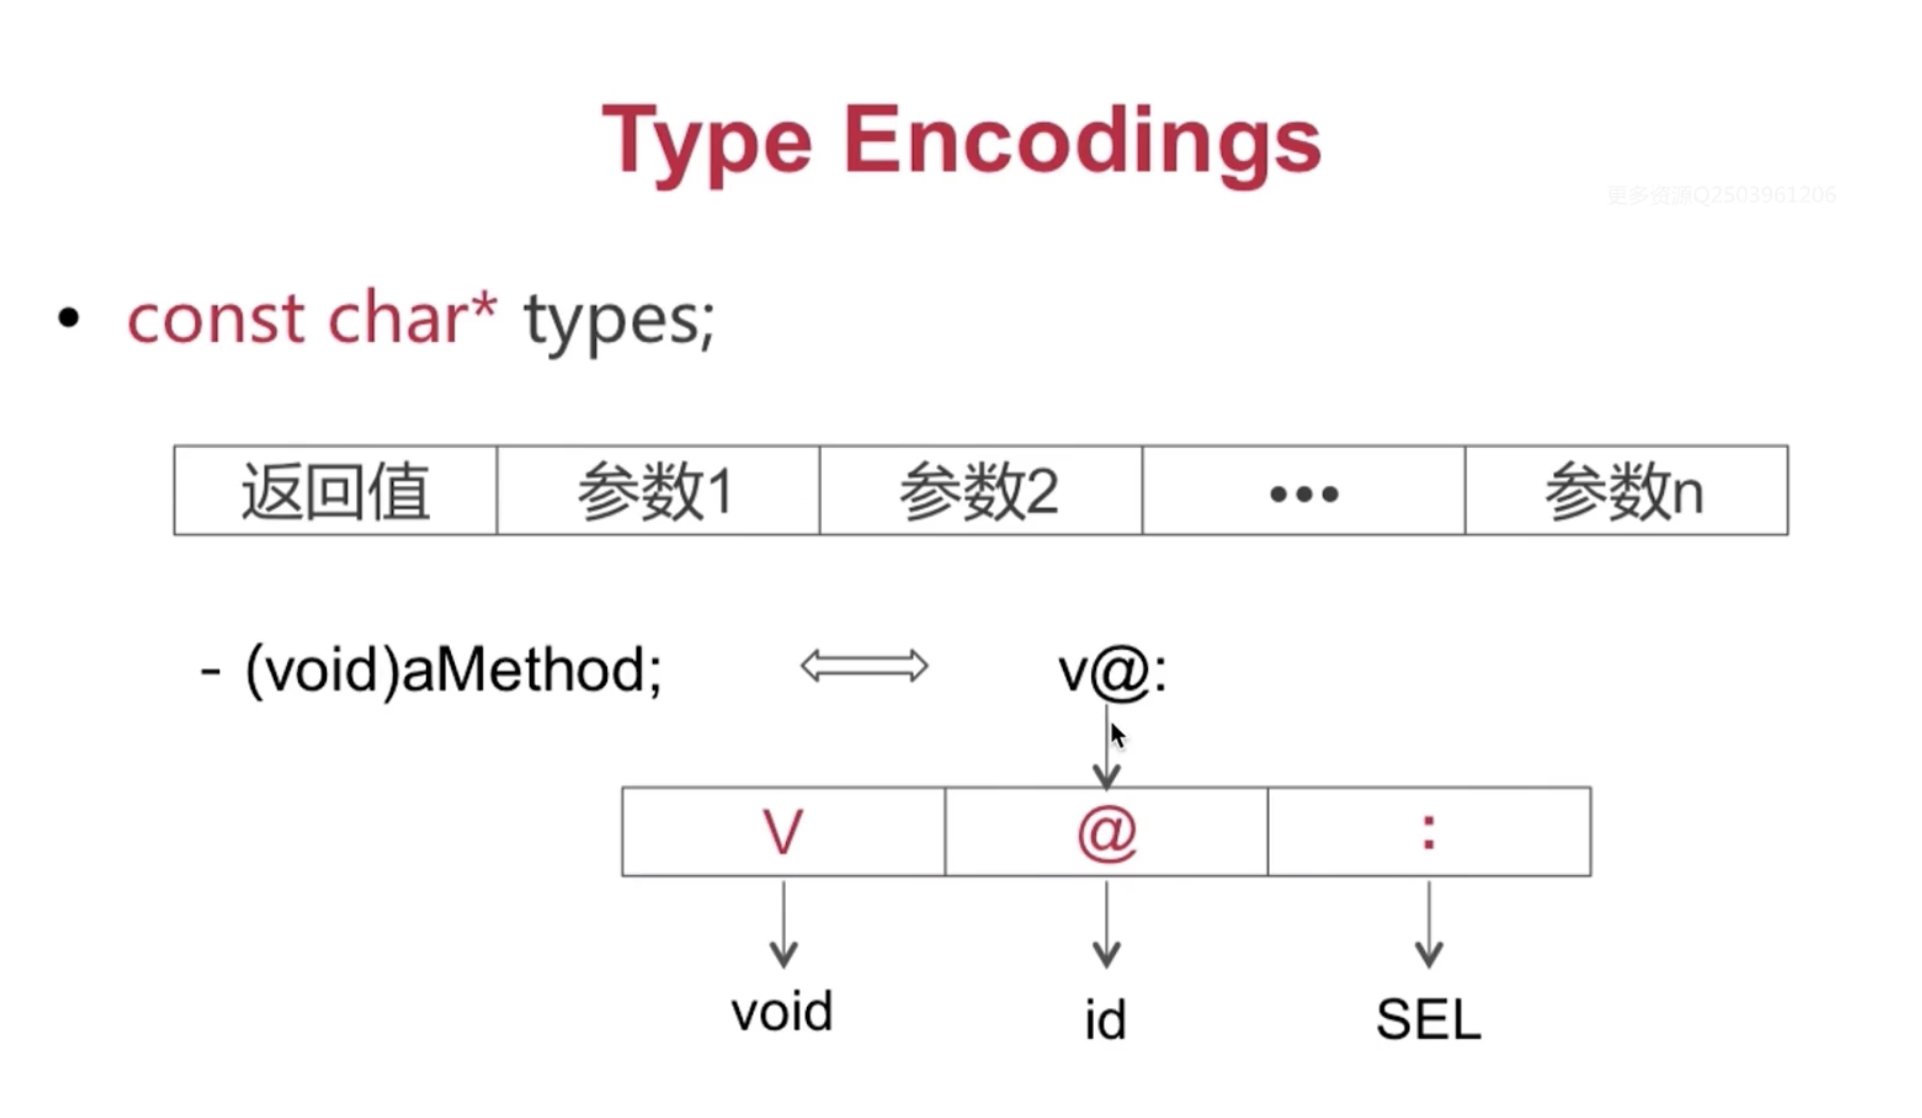 Type Encodings
更多资源Q2503961206
• const char* types;
返回值 参数1 参数2 ••• 参数n
- (void)aMethod; v@:
V @ :
void id SEL